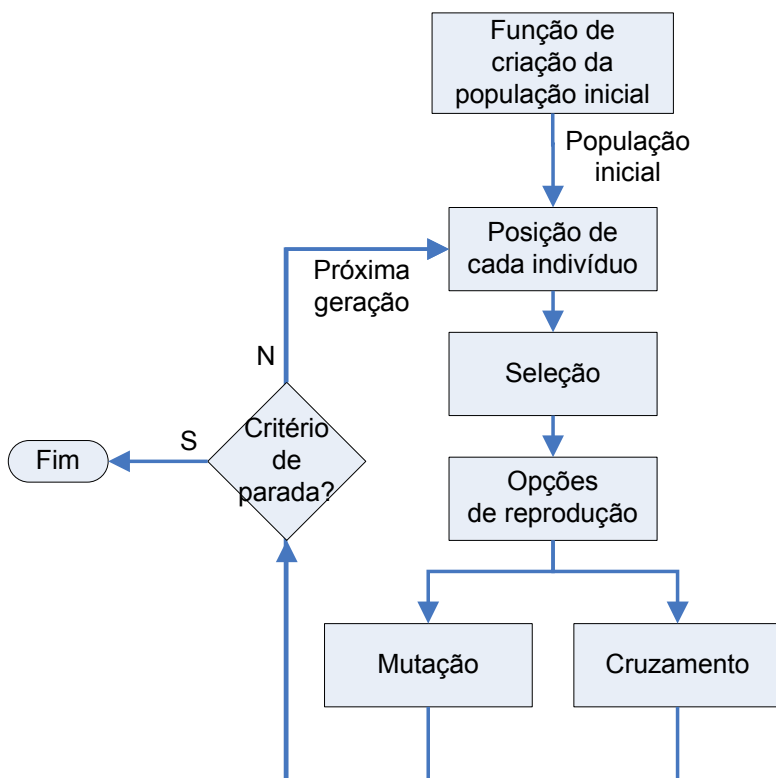 Função de
criação da
população inicial
População
inicial
Posição de
cada indivíduo
Próxima
geração
Seleção
N
S
Critério
de
parada?
Fim
Opções
de reprodução
Mutação
Cruzamento